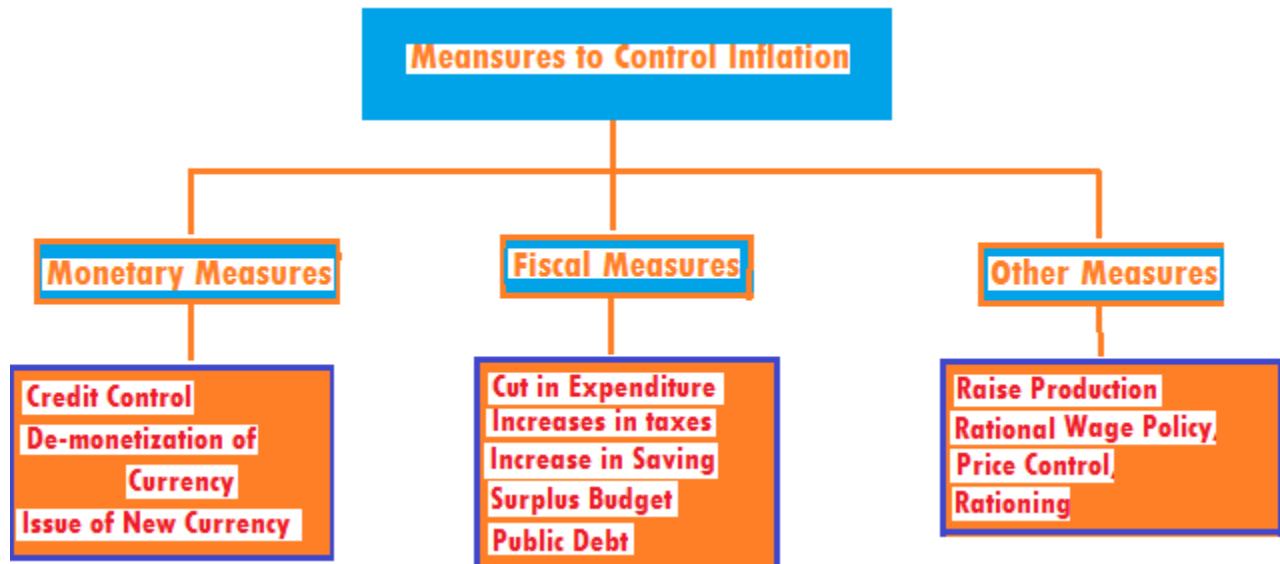 Meansures to Control Inflation
Monetary Measures
Fiscal Measures
Other Measures
Credit Control
De-monetization of
Currency
Issue of New Currency
Cut in Expenditure
Increases in taxes
Increase in Saving
Surplus Budget
Public Debt
Raise Production
Rational Wage Policy,
Price Control,
Rationing